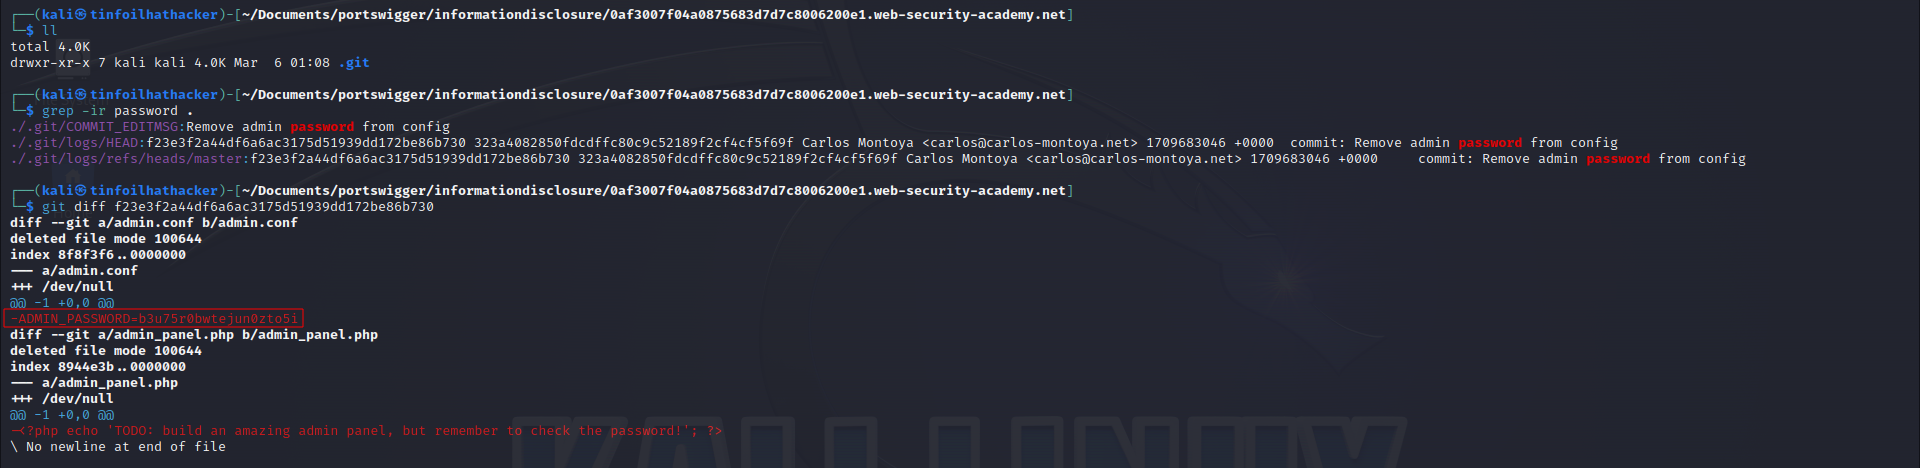 ┌──(kali㉿tinfoilhathacker)-[~/Documents/portswigger/informationdisclosure/0af3007f04a0875683d7d7c8006200e1.web-security-academy.net]
└─$ ll
total 4.0K
drwxr-xr-x 7 kali kali 4.0K Mar  6 01:08 .git
┌──(kali㉿tinfoilhathacker)-[~/Documents/portswigger/informationdisclosure/0af3007f04a0875683d7d7c8006200e1.web-security-academy.net]
└─$ grep -ir password .
./.git/COMMIT_EDITMSG:Remove admin password from config
./.git/logs/HEAD:f23e3f2a44df6a6ac3175d51939dd172be86b730 323a4082850fdcdffc80c9c52189f2cf4cf5f69f Carlos Montoya <carlos@carlos-montoya.net> 1709683046 +0000  commit: Remove admin password from config
./.git/logs/refs/heads/master:f23e3f2a44df6a6ac3175d51939dd172be86b730 323a4082850fdcdffc80c9c52189f2cf4cf5f69f Carlos Montoya <carlos@carlos-montoya.net> 1709683046 +0000     commit: Remove admin password from config
┌──(kali㉿tinfoilhathacker)-[~/Documents/portswigger/informationdisclosure/0af3007f04a0875683d7d7c8006200e1.web-security-academy.net]
└─$ git diff f23e3f2a44df6a6ac3175d51939dd172be86b730
diff --git a/admin.conf b/admin.conf
deleted file mode 100644
index 8f8f3f6..0000000
--- a/admin.conf
+++ /dev/null
@@ -1 +0,0 @@
-ADMIN_PASSWORD=b3u75r0bwtejun0zto5i
diff --git a/admin_panel.php b/admin_panel.php
deleted file mode 100644
index 8944e3b..0000000
--- a/admin_panel.php
+++ /dev/null
@@ -1 +0,0 @@
-<?php echo 'TODO: build an amazing admin panel, but remember to check the password!'; ?>
\ No newline at end of file
KALI LINUX